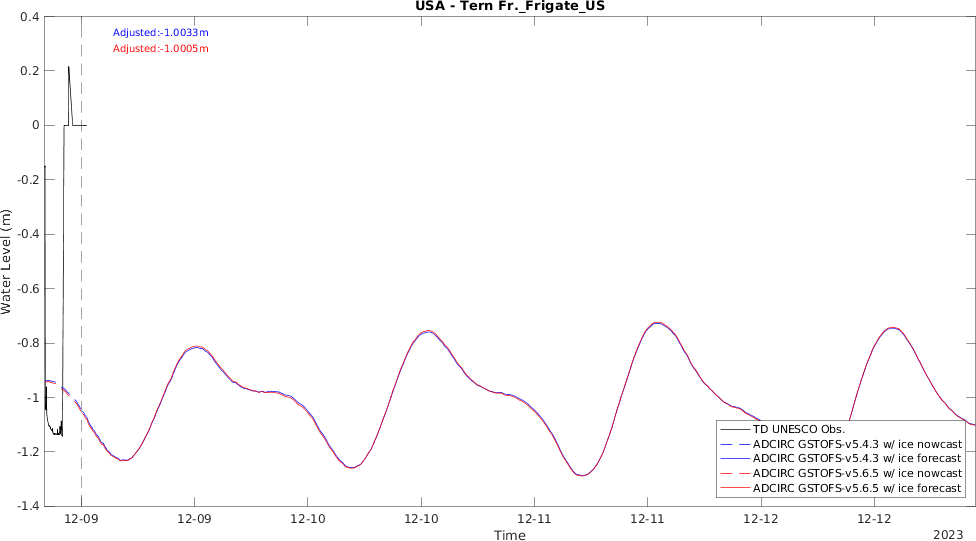 USA - Tern Fr._Frigate_US
Adjusted:-1.0033m
Adjusted:-1.0005m
0.4
0.2
0
-0.2
-0.4
-0.6
-0.8
-1
-1.2
-1.4
Water Level (m)
TD UNESCO Obs.
ADCIRC GSTOFS-v5.4.3 w/ ice nowcast
ADCIRC GSTOFS-v5.4.3 w/ ice forecast
ADCIRC GSTOFS-v5.6.5 w/ ice nowcast
ADCIRC GSTOFS-v5.6.5 w/ ice forecast
12-09 12-09 12-10 12-10 12-11 12-11 12-12 12-12
Time
2023